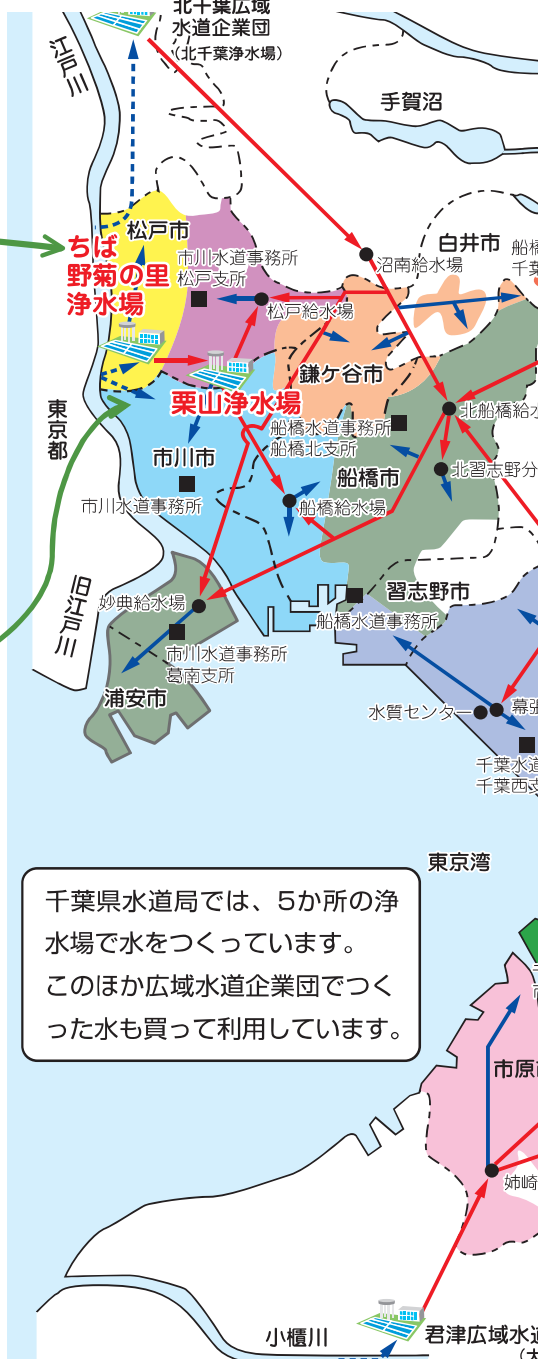 北千葉広域
水道企業団
(北千葉浄水場)
江戸川
手賀沼
松戸市
ちば
野菊の里
浄水場
市川水道事務所
松戸支所
白井市
沼南給水場
松戸給水場
鎌ケ谷市
栗山浄水場
船橋水道事務所
船橋北支所
北船橋給水
北習志野分
東京都
市川市
市川水道事務所
船橋市
船橋給水場
旧江戸川
妙典給水場
習志野市
船橋水道事務所
市川水道事務所
葛南支所
浦安市
水質センター
幕張
千葉水道
千葉西支
東京湾
千葉県水道局では、5か所の浄
水場で水をつくっています。
このほか広域水道企業団でつく
った水も買って利用しています。
市原市
姉崎
小櫃川
君津広域水道